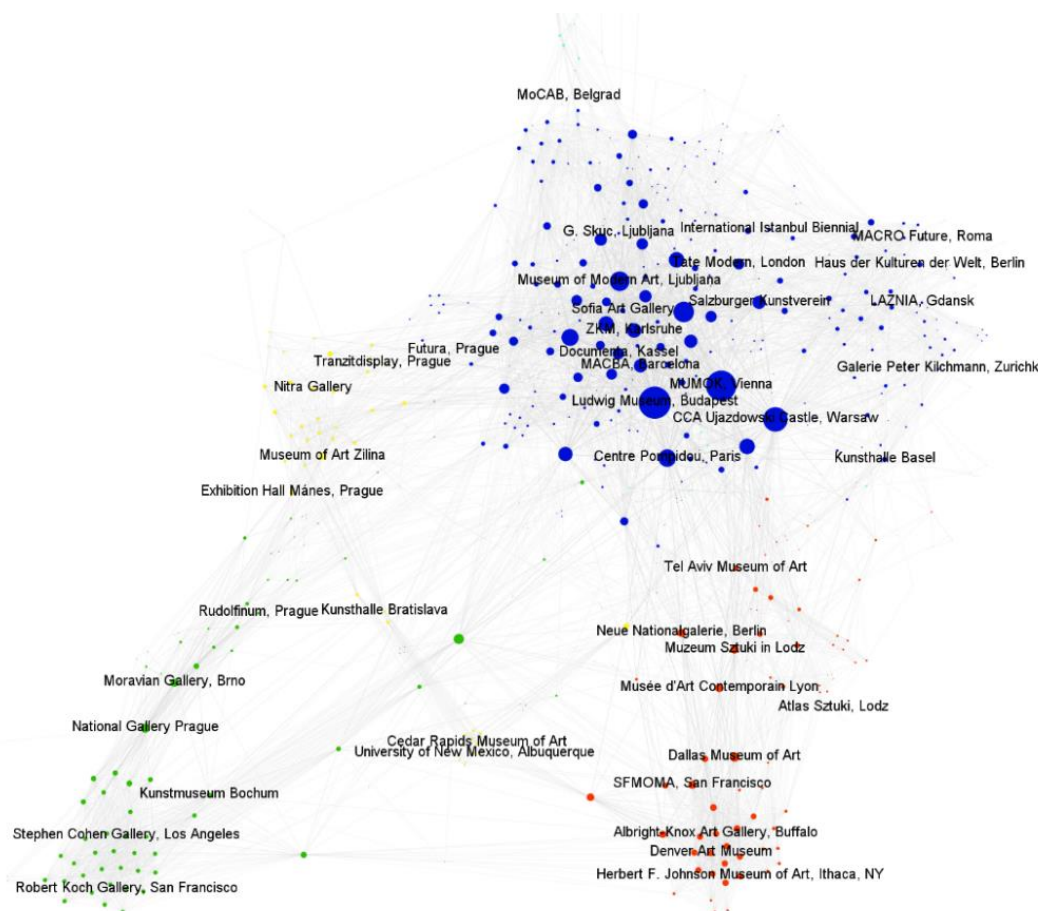 MoCAB, Belgrad
G. Skuc, Ljubljana
International Istanbul Biennial
MACRO Future, Roma
Tate Modern, London
Haus der Kulturen der Welt, Berlin
Museum of Modern Art, Ljubljana
Sofia Art Gallery
Salzburger Kunstverein
LAZNIA, Gdansk
ZKM, Karlsruhe
Futura, Prague
Documenta, Kassel
Tranzitdisplay, Prague
MACBA, Barcelona
Galerie Peter Kilchmann, Zurichk
Nitra Gallery
MUMOK, Vienna
Ludwig Museum, Budapest
CCA Ujazdowski Castle, Warsaw
Museum of Art Zilina
Centre Pompidou, Paris
Kunsthalle Basel
Exhibition Hall Mánes, Prague
Tel Aviv Museum of Art
Rudolfinum, Prague
Kunsthalle Bratislava
Neue Nationalgalerie, Berlin
Muzeum Sztuki in Lodz
Moravian Gallery, Brno
Musée d'Art Contemporain Lyon
Atlas Sztuki, Lodz
National Gallery Prague
Cedar Rapids Museum of Art
University of New Mexico, Albuquerque
Dallas Museum of Art
SFMOMA, San Francisco
Kunstmuseum Bochum
Stephen Cohen Gallery, Los Angeles
Albright-Knox Art Gallery, Buffalo
Denver Art Museum
Herbert F. Johnson Museum of Art, Ithaca, NY
Robert Koch Gallery, San Francisco